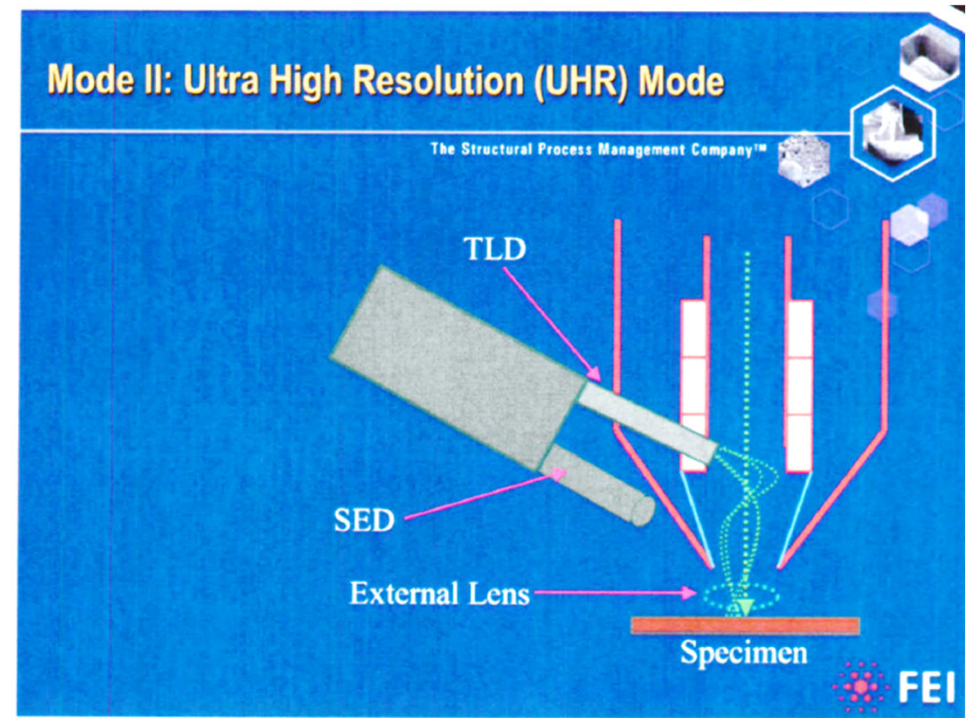 Mode II: Ultra High Resolution (UHR) Mode
The Structural Process Management Company™
TLD
SED
External Lens
Specimen
FEI